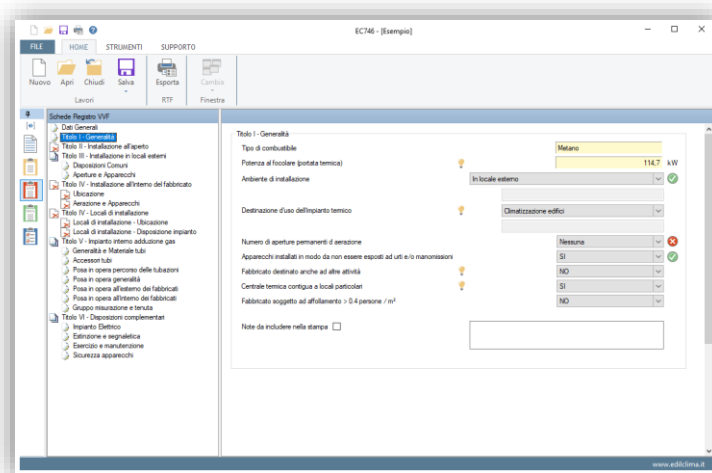 EC746 - [Esempio]
FILE HOME STRUMENTI SUPPORTO
Nuovo Apri Chiudi Salva Esporta Cambia
Lavori RTF Finestra
Schede Registro VVF
Dati Generali
Titolo I - Generalità
Titolo II - Installazione all'aperto
Titolo III - Installazione in locali esterni
Disposizioni Comuni
Aperture e Apparecchi
Titolo IV - Installazione all'interno del fabbricato
Ubicazione
Aerazione e Apparecchi
Titolo IV - Locali di installazione
Locali di installazione - Ubicazione
Locali di installazione - Disposizione impianto
Titolo V - Impianto interno adduzione gas
Generalità e Materiale tubi
Accessori tubi
Posa in opera percorso delle tubazioni
Posa in opera generalità
Posa in opera all'esterno dei fabbricati
Posa in opera all'interno dei fabbricati
Gruppo misurazione e tenuta
Titolo VI - Disposizioni complementari
Impianto Elettrico
Estinzione e segnaletica
Esercizio e manutenzione
Sicurezza apparecchi
Titolo I - Generalità
Tipo di combustibile Metano
Potenza al focolare (portata termica) 114,7 kW
Ambiente di installazione In locale esterno
Destinazione d'uso dell'impianto termico Climatizzazione edifici
Numero di aperture permanenti d aerazione Nessuna
Apparecchi installati in modo da non essere esposti ad urti e/o manomissioni SI
Fabbricato destinato anche ad altre attività NO
Centrale termica contigua a locali particolari SI
Fabbricato soggetto ad affollamento > 0.4 persone / m²  NO
Note da includere nella stampa
www.edilclima.it